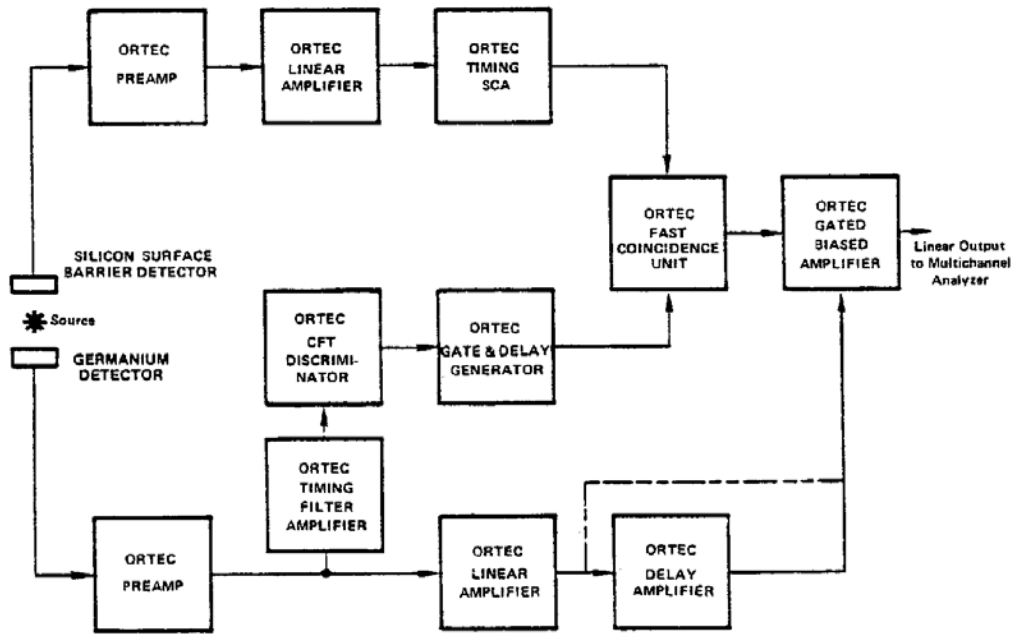 ORTEC
PREAMP
ORTEC
LINEAR
AMPLIFIER
ORTEC
TIMING
SCA
SILICON SURFACE
BARRIER DETECTOR
Source
GERMANIUM
DETECTOR
ORTEC
CFT
DISCRIMI-
NATOR
ORTEC
GATE & DELAY
GENERATOR
ORTEC
FAST
COINCIDENCE
UNIT
ORTEC
GATED
BIASED
AMPLIFIER
Linear Output
to Multichannel
Analyzer
ORTEC
TIMING
FILTER
AMPLIFIER
ORTEC
PREAMP
ORTEC
LINEAR
AMPLIFIER
ORTEC
DELAY
AMPLIFIER